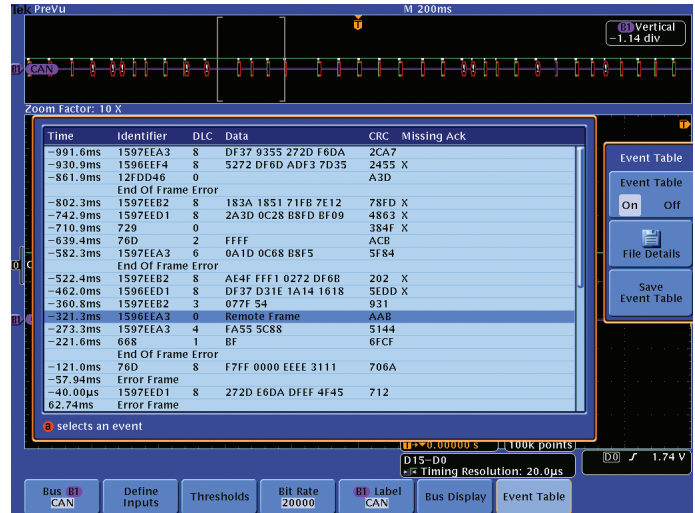 Tek PreVu M 200ms
B1 Vertical
-1.14 div
B1 CAN
Zoom Factor: 10 X
Time Identifier DLC Data CRC Missing Ack
-991.6ms 1597EEA3 8 DF37 9355 272D F6DA 2CA7
-930.9ms 1596EEF4 8 5272 DF6D ADF3 7D35 2455 X
-861.9ms 12FDD46 0 A3D
End Of Frame Error
-802.3ms 1597EEB2 8 183A 1851 71FB 7E12 78FD X
-742.9ms 1597EED1 8 2A3D 0C28 B8FD BF09 4863 X
-710.9ms 729 0 384F X
-639.4ms 76D 2 FFFF ACB
-582.3ms 1597EEA3 6 0A1D 0C68 B8F5 5F84
End Of Frame Error
-522.4ms 1597EEB2 8 AE4F FFF1 0272 DF6B 202 X
-462.0ms 1596EED1 8 DF37 D31E 1A14 1618 5EDD X
-360.8ms 1597EEB2 3 077F 54 931
-321.3ms 1596EEA3 0 Remote Frame AAB
-273.3ms 1597EEA3 4 FA55 5C88 5144
-221.6ms 668 1 BF 6FCF
End Of Frame Error
-121.0ms 76D 8 F7FF 0000 EEEE 3111 706A
-57.94ms Error Frame
-40.00µs 1597EED1 8 272D E6DA DFEF 4F45 712
62.74ms Error Frame
a selects an event
Event Table
Event Table
On Off
File Details
Save
Event Table
T→▼0.00000 s 100k points
D15-D0
Timing Resolution: 20.0µs
D0 1.74 V
Bus B1
CAN
Define
Inputs
Thresholds
Bit Rate
20000
B1 Label
CAN
Bus Display
Event Table